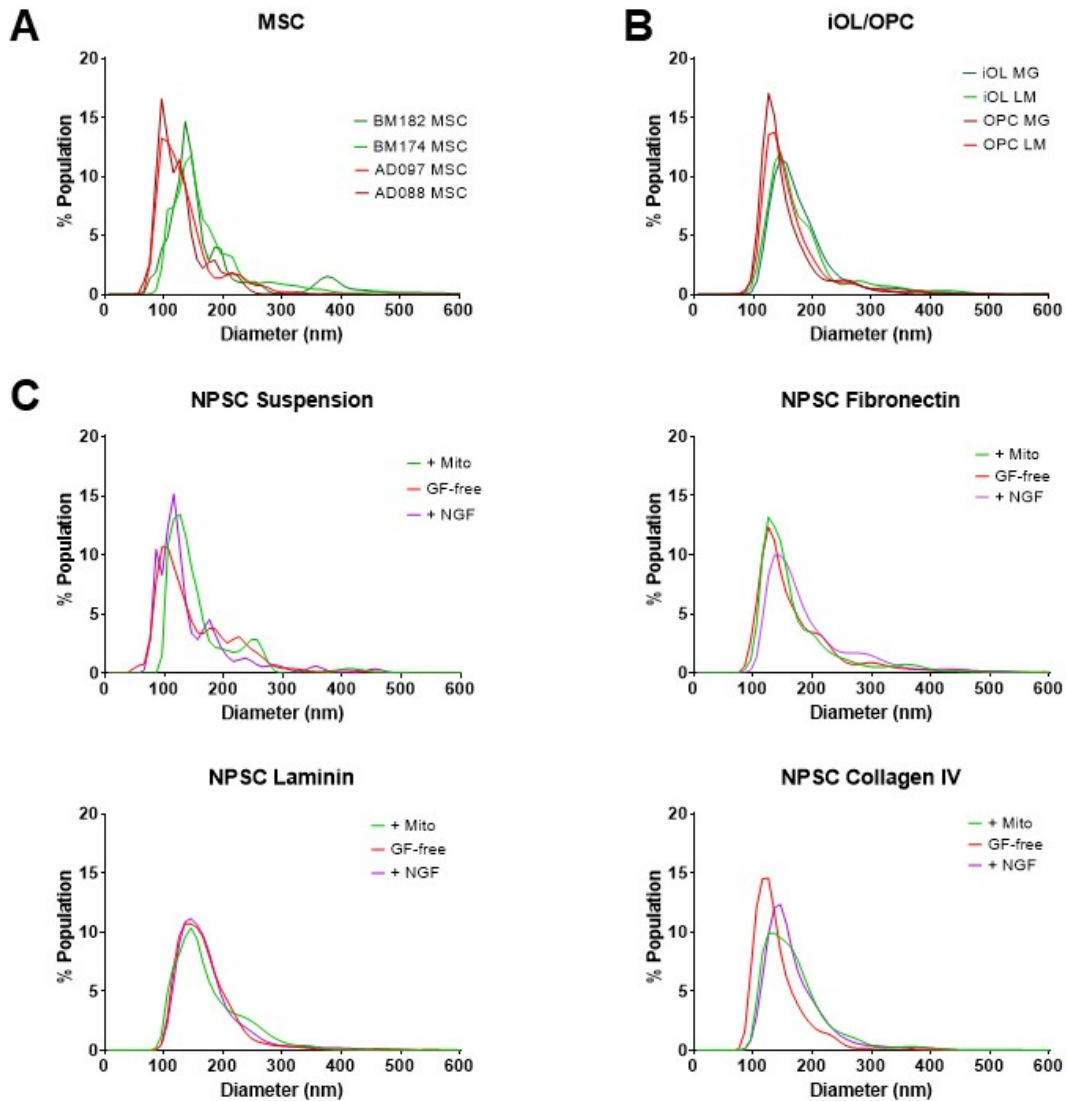 A
MSC
% Population
20
15
10
5
0
BM182 MSC
BM174 MSC
AD097 MSC
AD088 MSC
0 100 200 300 400 500 600
Diameter (nm)
B
iOL/OPC
% Population
20
15
10
5
0
iOL MG
iOL LM
OPC MG
OPC LM
0 100 200 300 400 500 600
Diameter (nm)
C
NPSC Suspension
% Population
20
15
10
5
0
+ Mito
GF-free
+ NGF
0 100 200 300 400 500 600
Diameter (nm)
NPSC Fibronectin
% Population
20
15
10
5
0
+ Mito
GF-free
+ NGF
0 100 200 300 400 500 600
Diameter (nm)
NPSC Laminin
% Population
20
15
10
5
0
+ Mito
GF-free
+ NGF
0 100 200 300 400 500 600
Diameter (nm)
NPSC Collagen IV
% Population
20
15
10
5
0
+ Mito
GF-free
+ NGF
0 100 200 300 400 500 600
Diameter (nm)